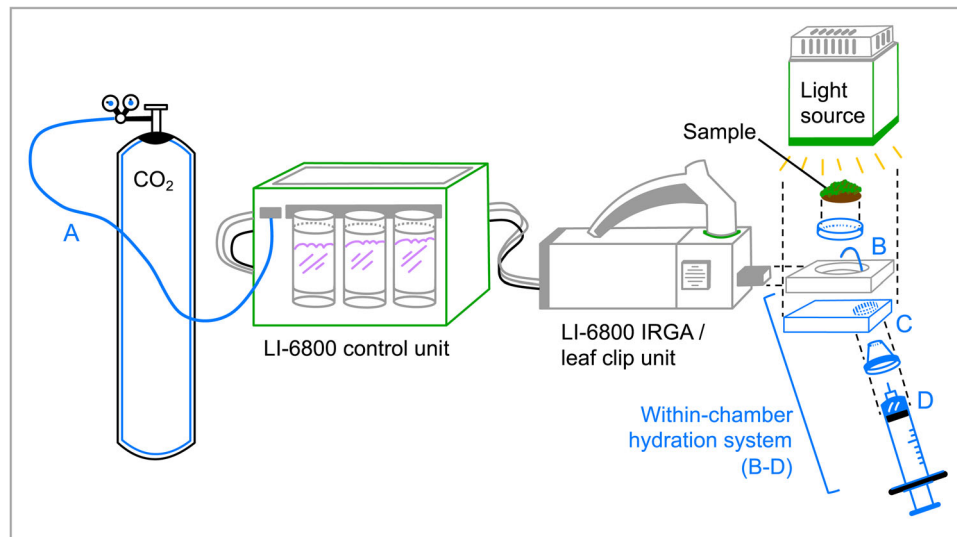 Light
source
Sample
CO₂
A
B
LI-6800 control unit
LI-6800 IRGA /
leaf clip unit
C
D
Within-chamber
hydration system
(B-D)